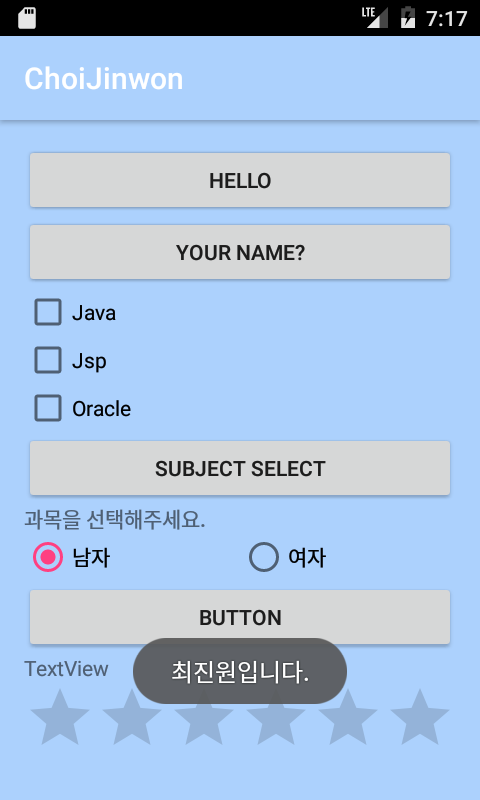 LTE 7:17
ChoiJinwon
HELLO
YOUR NAME?
Java
Jsp
Oracle
SUBJECT SELECT
과목을 선택해주세요.
남자 여자
BUTTON
TextView 최진원입니다.